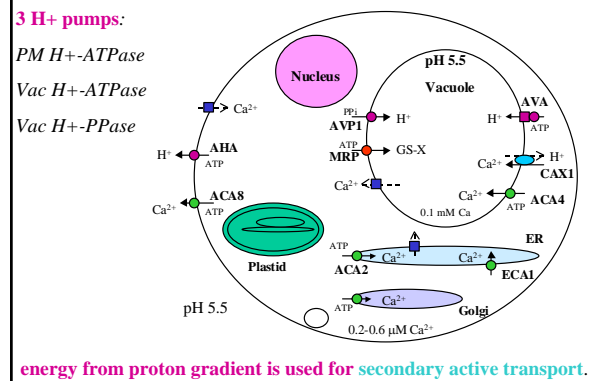 3 H+ pumps:
PM H+-ATPase
Vac H+-ATPase
Vac H+-PPase
Nucleus
pH 5.5
Vacuole
Ca²⁺
PPi
H⁺
AVP1
ATP
MRP
GS-X
Ca²⁺
H⁺
AVA
ATP
H⁺
Ca²⁺
CAX1
Ca²⁺
ATP
ACA4
0.1 mM Ca
H⁺
AHA
ATP
Ca²⁺
ACA8
ATP
Plastid
ATP
Ca²⁺
ACA2
Ca²⁺
ER
ECA1
ATP
Ca²⁺
Golgi
pH 5.5
0.2-0.6 μM Ca²⁺
energy from proton gradient is used for secondary active transport.